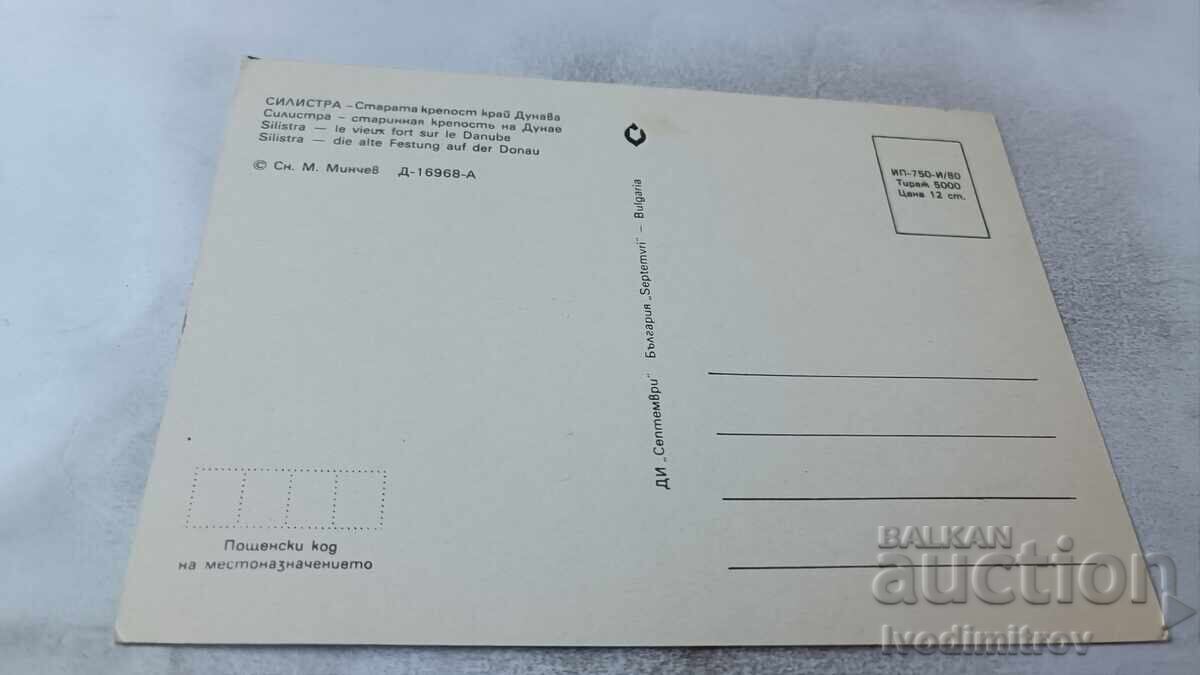 СИЛИСТРА – Старата крепост край Дунава
Силистра – старинная крепость на Дунае
Silistra — le vieux fort sur le Danube
Silistra — die alte Festung auf der Donau
© Сн. М. Минчев Д-16968-А
ДИ „Септември" България „Septemvri" – Bulgaria
ИП-750-И/80
Тираж 5000
Цена 12 ст.
Пощенски код
на местоназначението
BALKAN
auction
Ivodimitrov